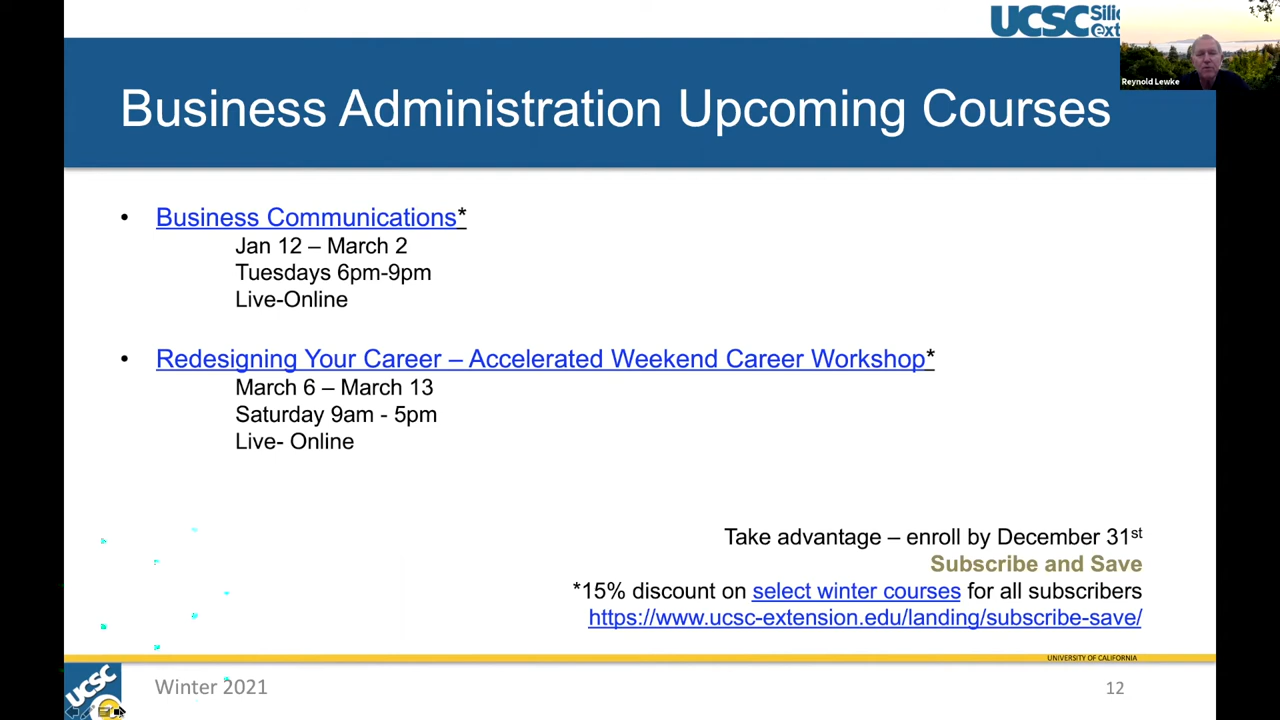 UCSC Sili
ext
Reynold Lewke
Business Administration Upcoming Courses
• Business Communications*
Jan 12 – March 2
Tuesdays 6pm-9pm
Live-Online
• Redesigning Your Career – Accelerated Weekend Career Workshop*
March 6 – March 13
Saturday 9am - 5pm
Live- Online
Take advantage – enroll by December 31st
Subscribe and Save
*15% discount on select winter courses for all subscribers
https://www.ucsc-extension.edu/landing/subscribe-save/
UNIVERSITY OF CALIFORNIA
UCSC
Winter 2021
12